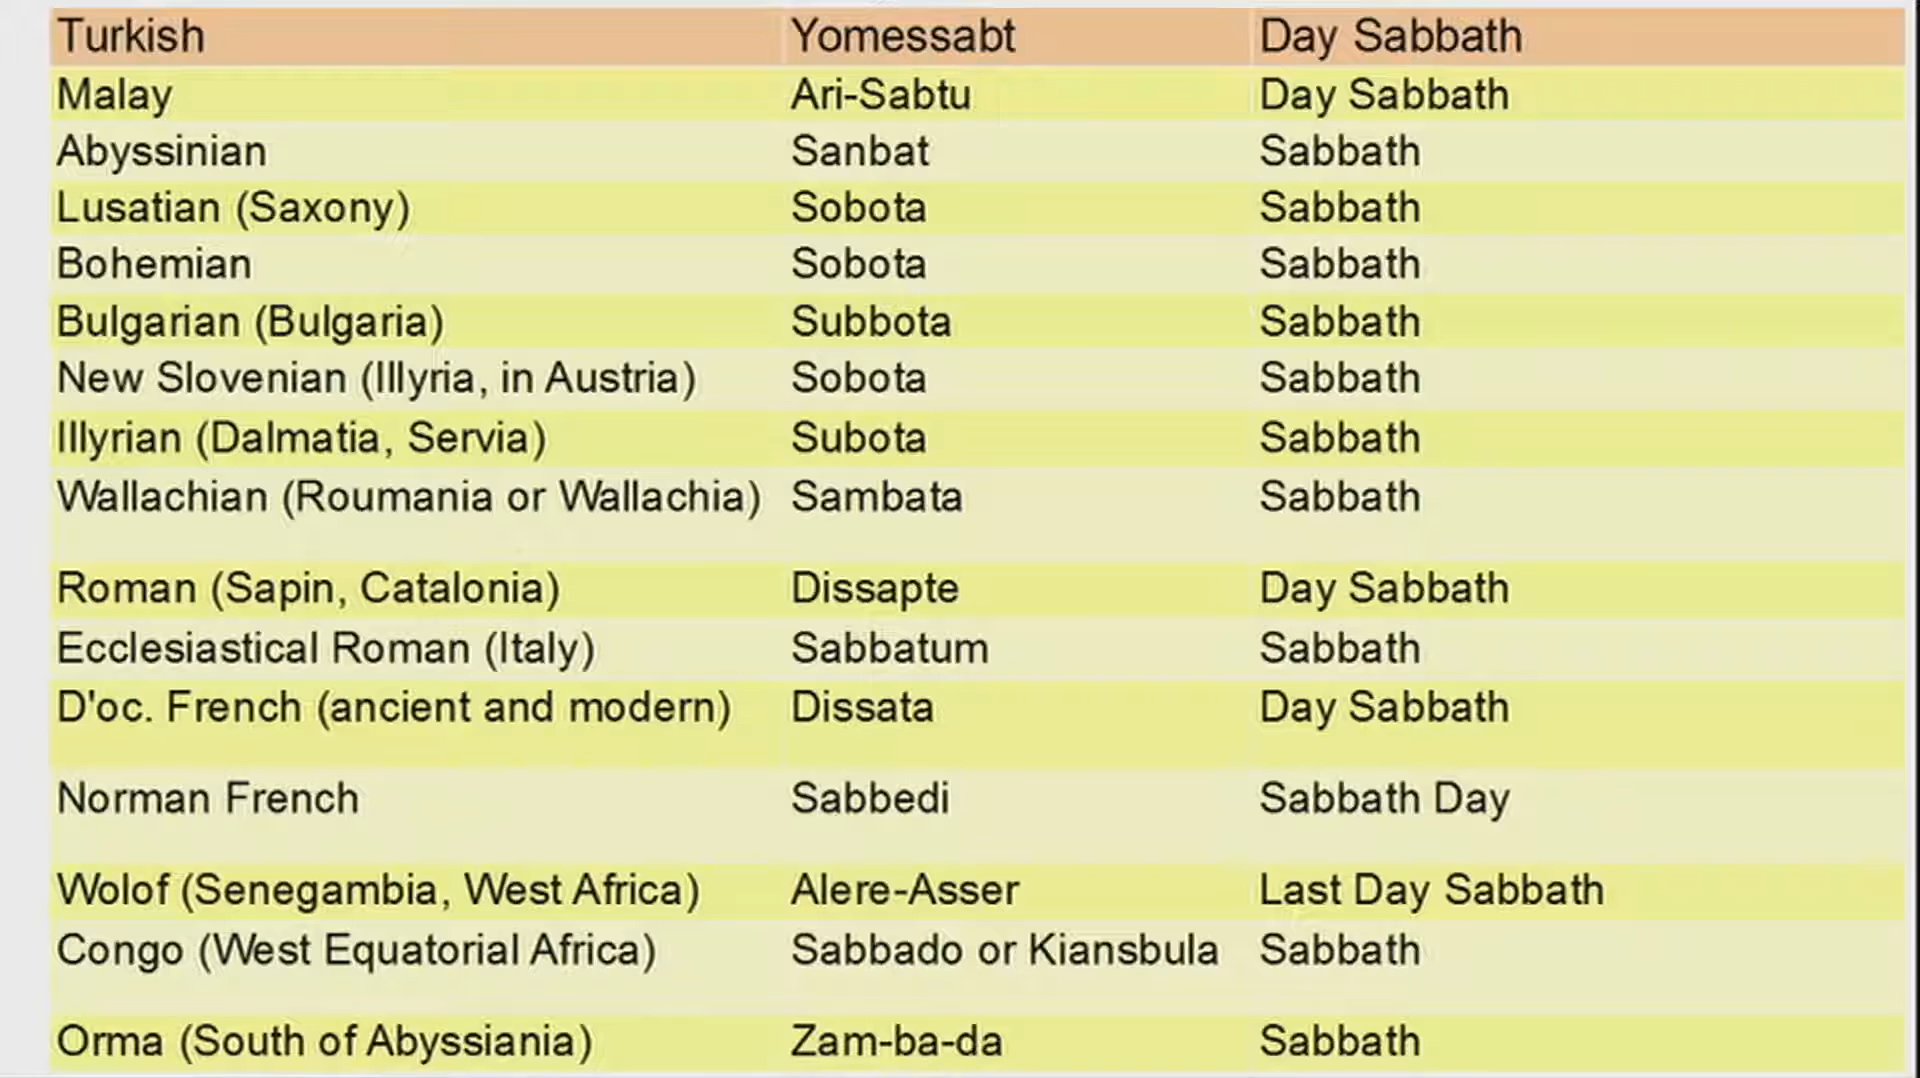 Turkish Yomessabt Day Sabbath
Malay Ari-Sabtu Day Sabbath
Abyssinian Sanbat Sabbath
Lusatian (Saxony) Sobota Sabbath
Bohemian Sobota Sabbath
Bulgarian (Bulgaria) Subbota Sabbath
New Slovenian (Illyria, in Austria) Sobota Sabbath
Illyrian (Dalmatia, Servia) Subota Sabbath
Wallachian (Roumania or Wallachia) Sambata Sabbath
Roman (Sapin, Catalonia) Dissapte Day Sabbath
Ecclesiastical Roman (Italy) Sabbatum Sabbath
D'oc. French (ancient and modern) Dissata Day Sabbath
Norman French Sabbedi Sabbath Day
Wolof (Senegambia, West Africa) Alere-Asser Last Day Sabbath
Congo (West Equatorial Africa) Sabbado or Kiansbula Sabbath
Orma (South of Abyssiania) Zam-ba-da Sabbath